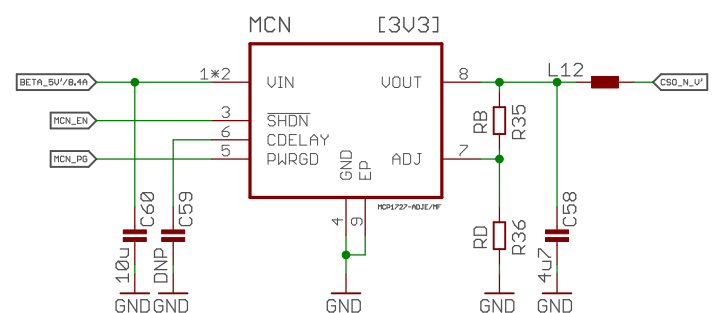 MCN [3V3]
BETA_5V'/8.4A 1*2 VIN VOUT 8 L12 CSO_N_V'
MCN_EN 3 SHDN RB R35
6 CDELAY
MCN_PG 5 PWRGD GND EP ADJ 7
MCP1727-ADJE/MF
C60 C59 4 9 RD R36 C58
10u DNP 4u7
GND GND GND GND GND